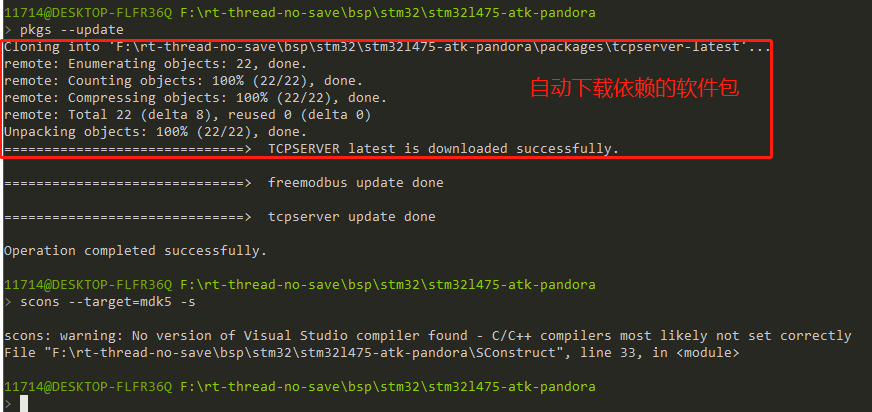 11714@DESKTOP-FLFR36Q F:\rt-thread-no-save\bsp\stm32\stm32l475-atk-pandora
> pkgs --update
Cloning into 'F:\rt-thread-no-save\bsp\stm32\stm32l475-atk-pandora\packages\tcpserver-latest'...
remote: Enumerating objects: 22, done.
remote: Counting objects: 100% (22/22), done.
remote: Compressing objects: 100% (22/22), done.
remote: Total 22 (delta 8), reused 0 (delta 0)
Unpacking objects: 100% (22/22), done.
自动下载依赖的软件包
==============================> TCPSERVER latest is downloaded successfully.
==============================> freemodbus update done
==============================> tcpserver update done
Operation completed successfully.
11714@DESKTOP-FLFR36Q F:\rt-thread-no-save\bsp\stm32\stm32l475-atk-pandora
> scons --target=mdk5 -s
scons: warning: No version of Visual Studio compiler found - C/C++ compilers most likely not set correctly
File "F:\rt-thread-no-save\bsp\stm32\stm32l475-atk-pandora\SConstruct", line 33, in <module>
11714@DESKTOP-FLFR36Q F:\rt-thread-no-save\bsp\stm32\stm32l475-atk-pandora
>